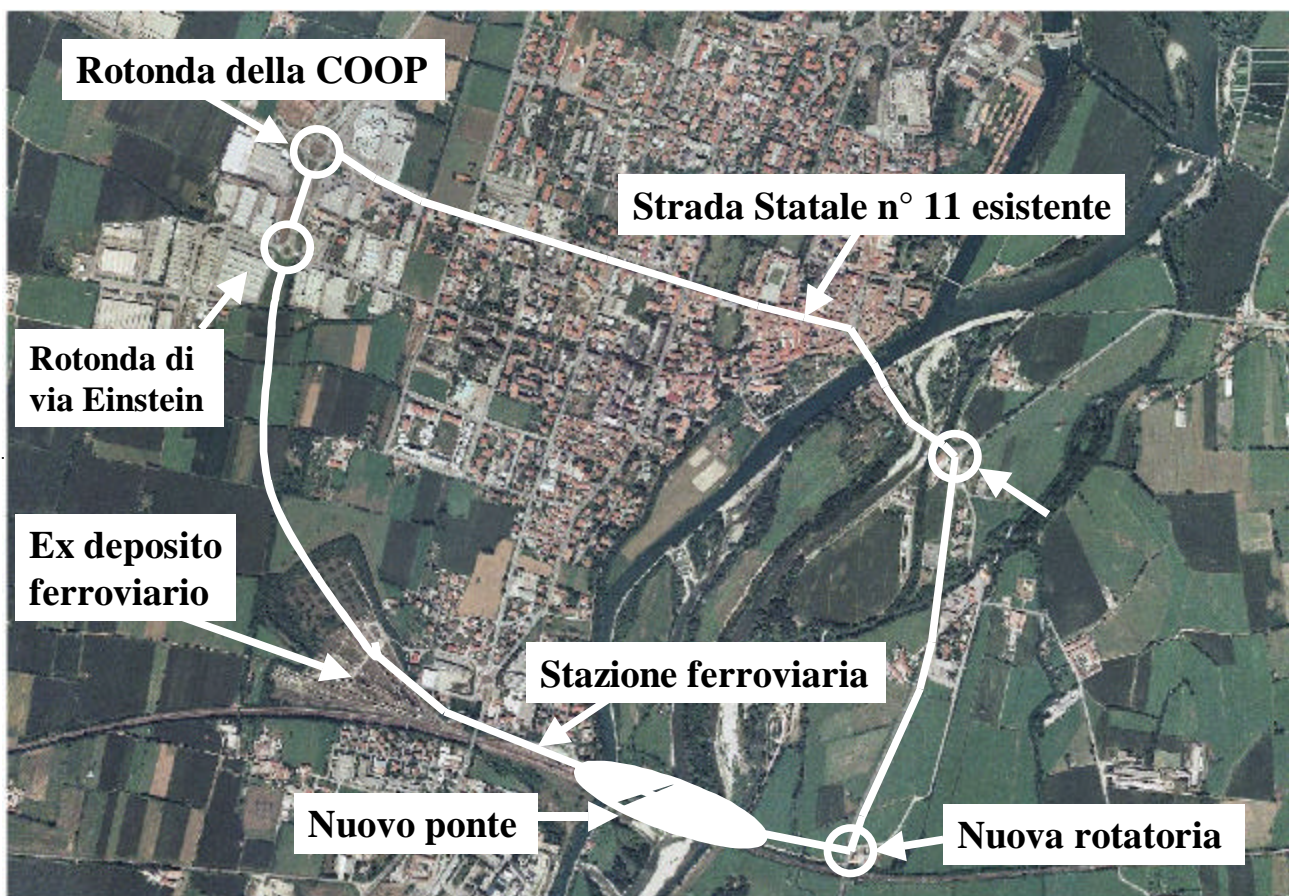 Rotonda della COOP
Strada Statale n° 11 esistente
Rotonda di
via Einstein
Ex deposito
ferroviario
Stazione ferroviaria
Nuovo ponte
Nuova rotatoria